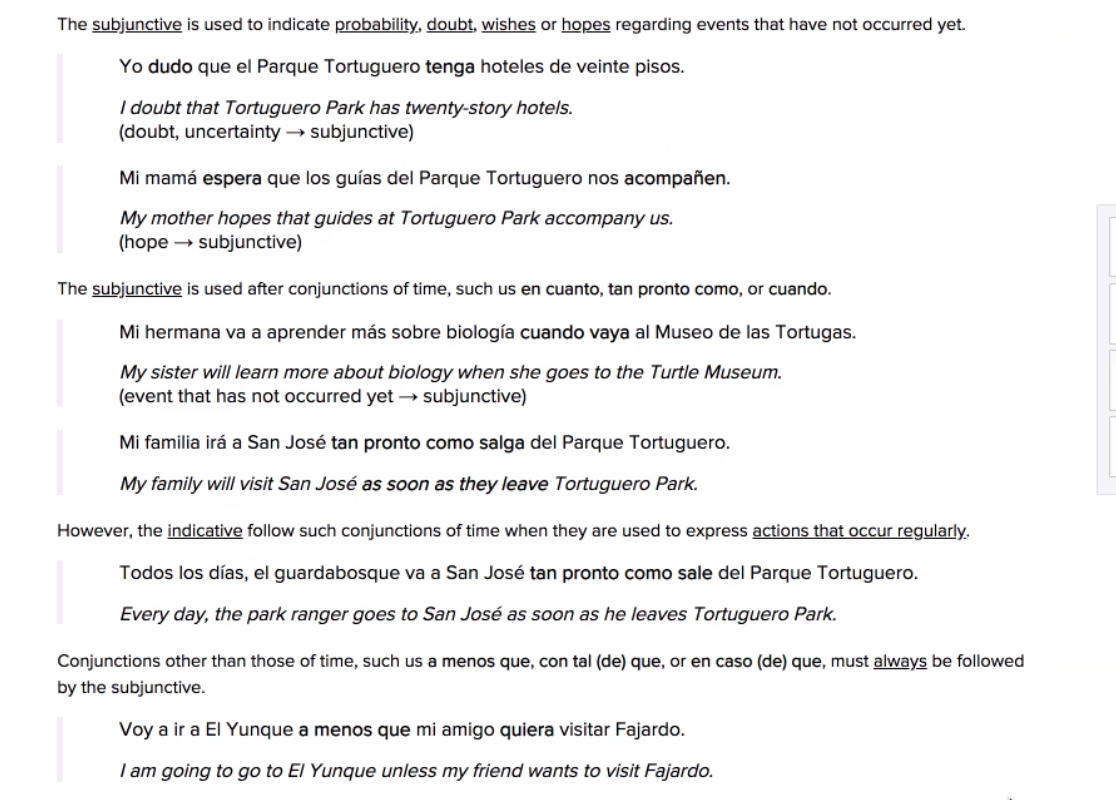 The subjunctive is used to indicate probability, doubt, wishes or hopes regarding events that have not occurred yet.
Yo dudo que el Parque Tortuguero tenga hoteles de veinte pisos.
I doubt that Tortuguero Park has twenty-story hotels.
(doubt, uncertainty → subjunctive)
Mi mamá espera que los guías del Parque Tortuguero nos acompañen.
My mother hopes that guides at Tortuguero Park accompany us.
(hope → subjunctive)
The subjunctive is used after conjunctions of time, such us en cuanto, tan pronto como, or cuando.
Mi hermana va a aprender más sobre biología cuando vaya al Museo de las Tortugas.
My sister will learn more about biology when she goes to the Turtle Museum.
(event that has not occurred yet → subjunctive)
Mi familia irá a San José tan pronto como salga del Parque Tortuguero.
My family will visit San José as soon as they leave Tortuguero Park.
However, the indicative follow such conjunctions of time when they are used to express actions that occur regularly.
Todos los días, el guardabosque va a San José tan pronto como sale del Parque Tortuguero.
Every day, the park ranger goes to San José as soon as he leaves Tortuguero Park.
Conjunctions other than those of time, such us a menos que, con tal (de) que, or en caso (de) que, must always be followed
by the subjunctive.
Voy a ir a El Yunque a menos que mi amigo quiera visitar Fajardo.
I am going to go to El Yunque unless my friend wants to visit Fajardo.